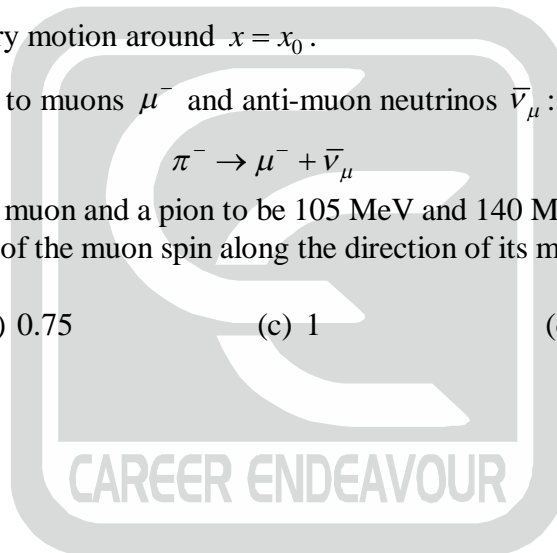 ry motion around x = x₀.
to muons μ⁻ and anti-muon neutrinos ν̅_μ:
π⁻ → μ⁻ + ν̅_μ
muon and a pion to be 105 MeV and 140 M
of the muon spin along the direction of its m
) 0.75 (c) 1 (
CAREER ENDEAVOUR